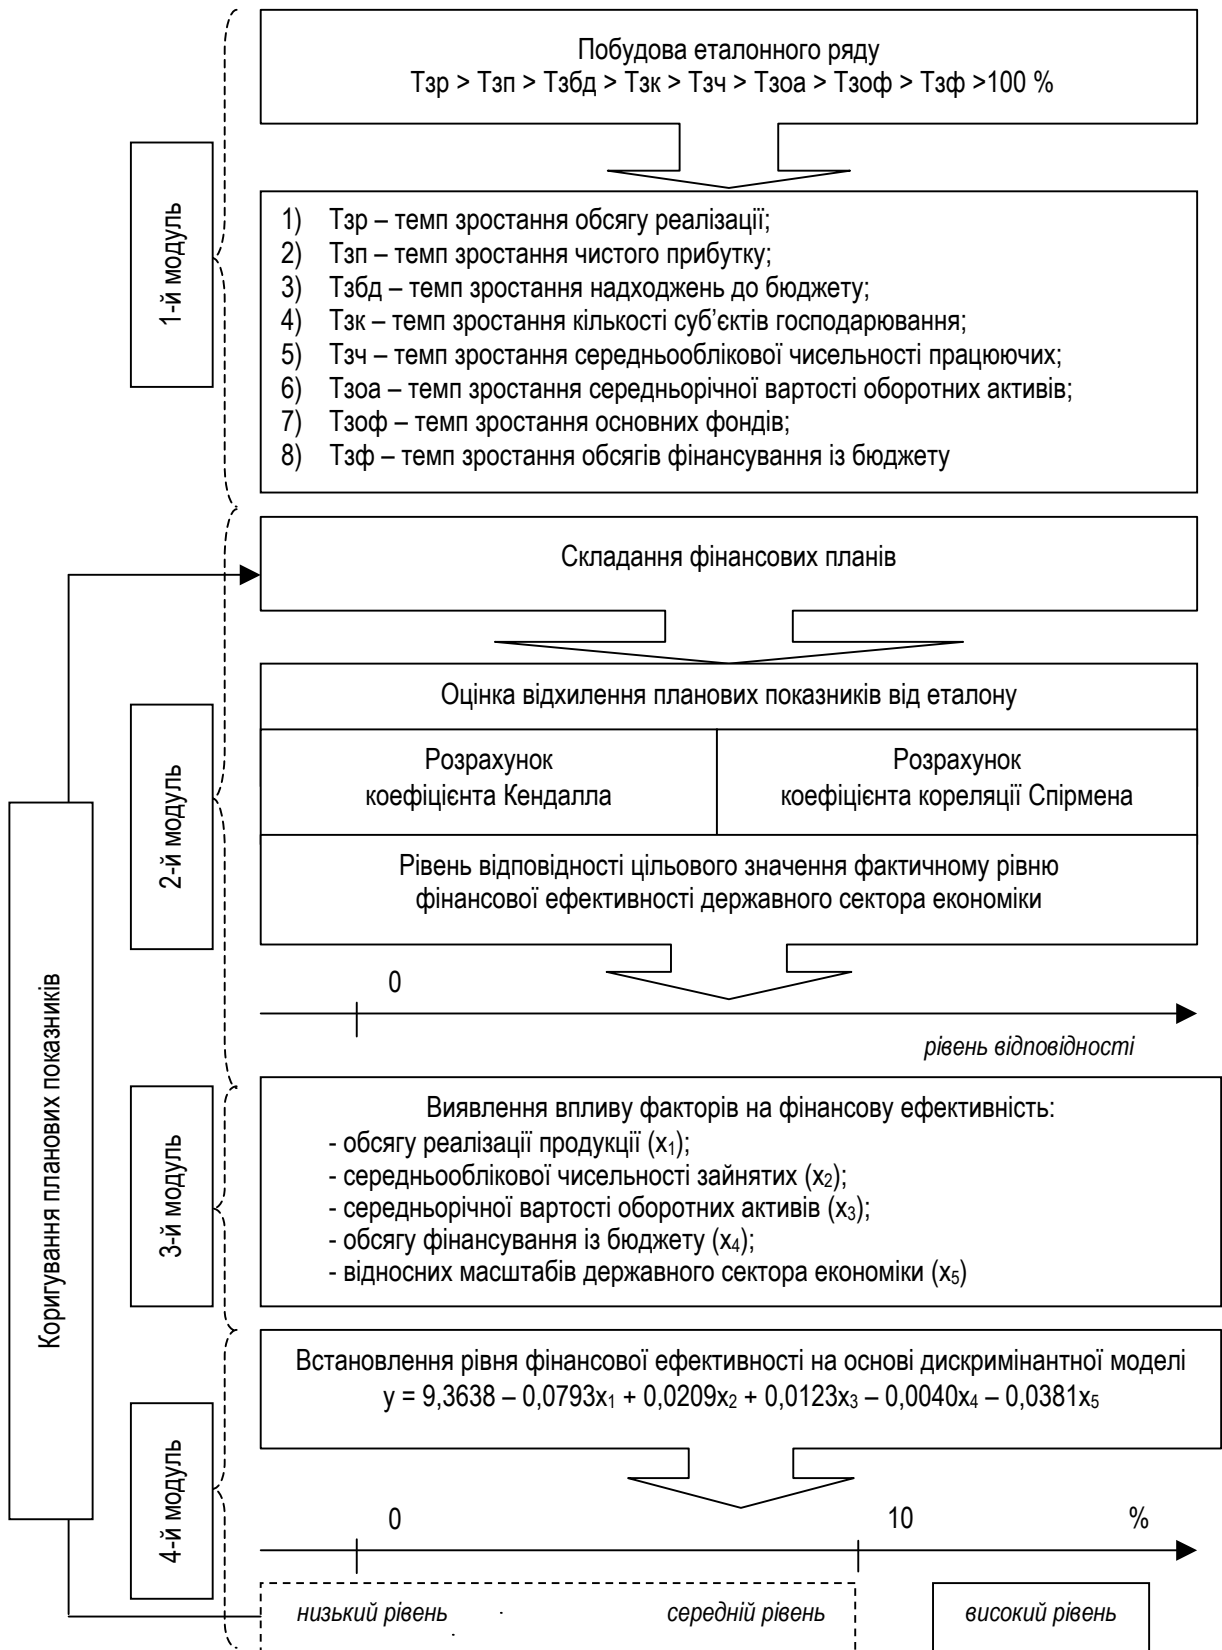 Побудова еталонного ряду
Тзр > Тзп > Тзбд > Тзк > Тзч > Тзоа > Тзоф > Тзф >100 %
1-й модуль
1) Тзр – темп зростання обсягу реалізації;
2) Тзп – темп зростання чистого прибутку;
3) Тзбд – темп зростання надходжень до бюджету;
4) Тзк – темп зростання кількості суб’єктів господарювання;
5) Тзч – темп зростання середньооблікової чисельності працюючих;
6) Тзоа – темп зростання середньорічної вартості оборотних активів;
7) Тзоф – темп зростання основних фондів;
8) Тзф – темп зростання обсягів фінансування із бюджету
Складання фінансових планів
Оцінка відхилення планових показників від еталону
2-й модуль
Розрахунок
коефіцієнта Кендалла
Розрахунок
коефіцієнта кореляції Спірмена
Рівень відповідності цільового значення фактичному рівню
фінансової ефективності державного сектора економіки
0
рівень відповідності
Коригування планових показників
3-й модуль
Виявлення впливу факторів на фінансову ефективність:
- обсягу реалізації продукції (x₁);
- середньооблікової чисельності зайнятих (x₂);
- середньорічної вартості оборотних активів (x₃);
- обсягу фінансування із бюджету (x₄);
- відносних масштабів державного сектора економіки (x₅)
4-й модуль
Встановлення рівня фінансової ефективності на основі дискримінантної моделі
y = 9,3638 – 0,0793x₁ + 0,0209x₂ + 0,0123x₃ – 0,0040x₄ – 0,0381x₅
0 10 %
низький рівень середній рівень високий рівень